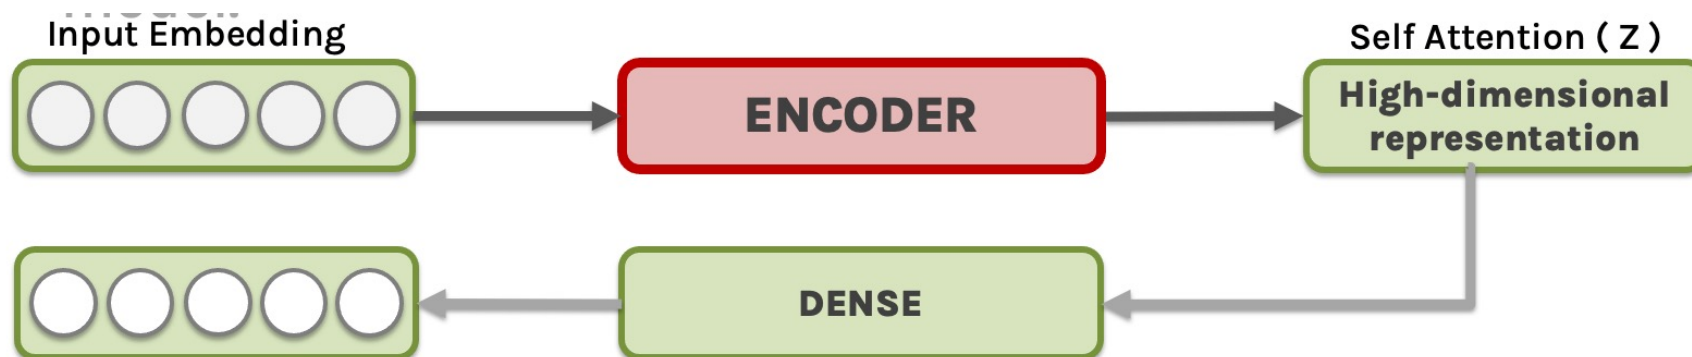 Input Embedding
ENCODER
Self Attention ( Z )
High-dimensional
representation
DENSE